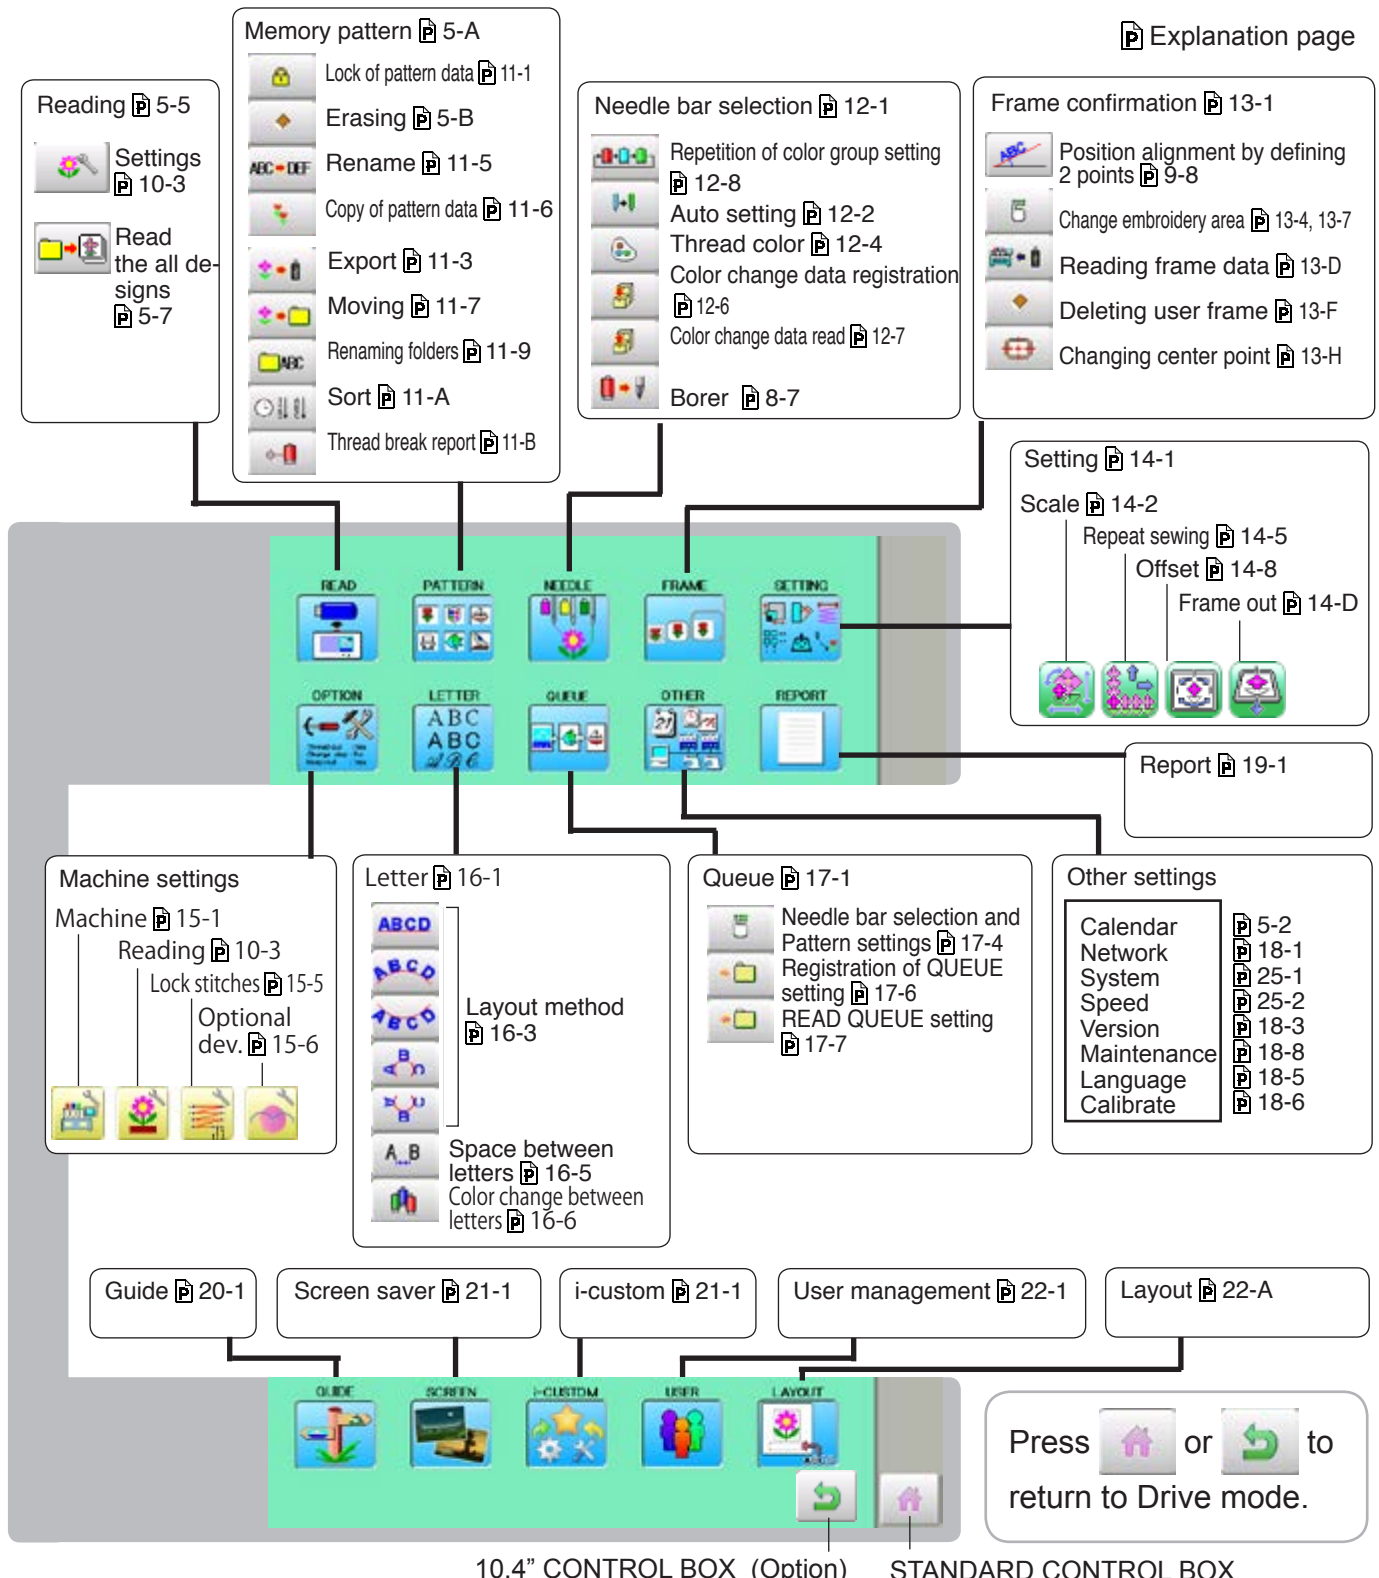 P Explanation page
Memory pattern P 5-A
Lock of pattern data P 11-1
Erasing P 5-B
ABC DEF
Rename P 11-5
Copy of pattern data P 11-6
Export P 11-3
Moving P 11-7
ABC
Renaming folders P 11-9
Sort P 11-A
Thread break report P 11-B
Reading P 5-5
Settings
P 10-3
Read
the all de-
signs
P 5-7
Needle bar selection P 12-1
Repetition of color group setting
P 12-8
Auto setting P 12-2
Thread color P 12-4
Color change data registration
P 12-6
Color change data read P 12-7
Borer P 8-7
Frame confirmation P 13-1
ABC
Position alignment by defining
2 points P 9-8
Change embroidery area P 13-4, 13-7
Reading frame data P 13-D
Deleting user frame P 13-F
Changing center point P 13-H
Setting P 14-1
Scale P 14-2
Repeat sewing P 14-5
Offset P 14-8
Frame out P 14-D
READ PATTERN NEEDLE FRAME SETTING
OPTION LETTER QUEUE OTHER REPORT
ABC
ABC
ABC
21
Report P 19-1
Machine settings
Machine P 15-1
Reading P 10-3
Lock stitches P 15-5
Optional
dev. P 15-6
Letter P 16-1
ABCD
ABCD
ABCD
ABC
ABC
Layout method
P 16-3
A B
Space between
letters P 16-5
Color change between
letters P 16-6
Queue P 17-1
Needle bar selection and
Pattern settings P 17-4
Registration of QUEUE
setting P 17-6
READ QUEUE setting
P 17-7
Other settings
Calendar P 5-2
Network P 18-1
System P 25-1
Speed P 25-2
Version P 18-3
Maintenance P 18-8
Language P 18-5
Calibrate P 18-6
Guide P 20-1
Screen saver P 21-1
i-custom P 21-1
User management P 22-1
Layout P 22-A
GUIDE SCREEN i-CUSTOM USER LAYOUT
Press or to
return to Drive mode.
10.4" CONTROL BOX (Option)
STANDARD CONTROL BOX